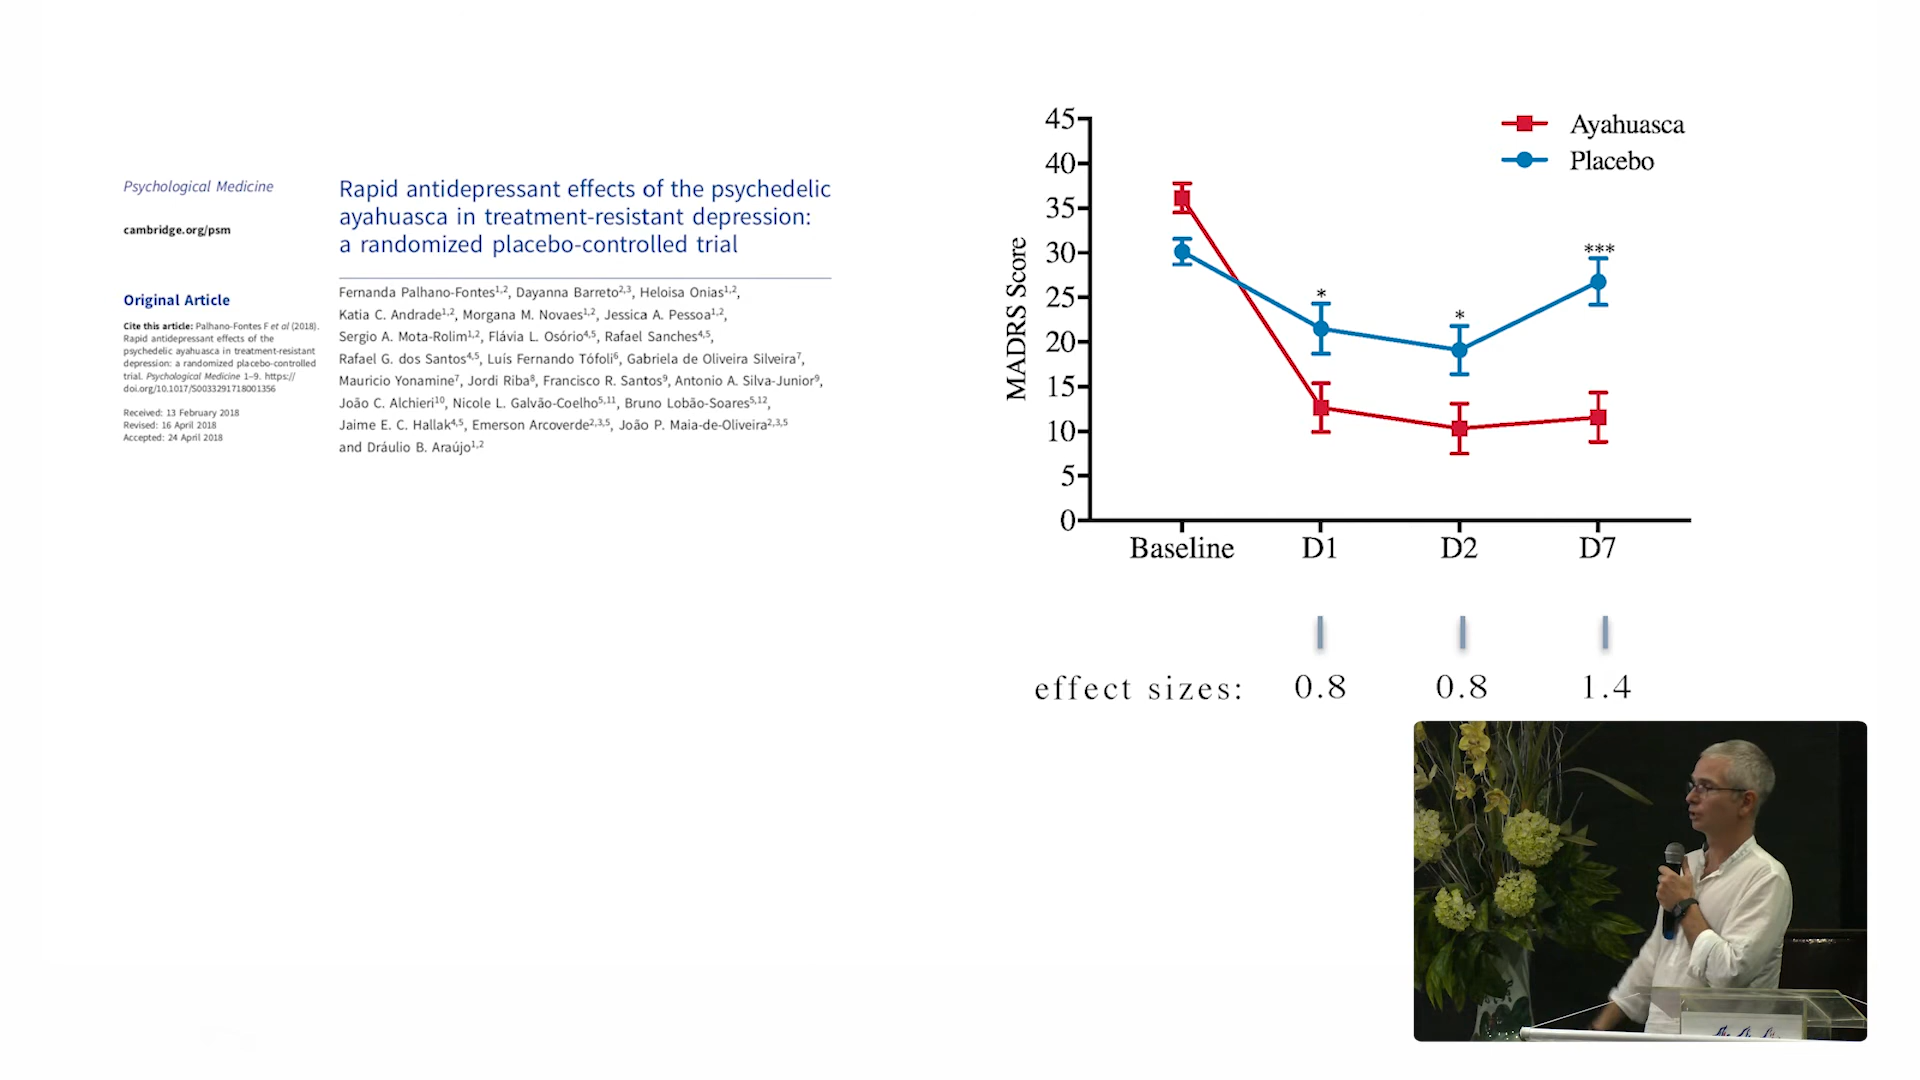 Psychological Medicine
cambridge.org/psm
Original Article
Cite this article: Palhano-Fontes F et al (2018).
Rapid antidepressant effects of the
psychedelic ayahuasca in treatment-resistant
depression: a randomized placebo-controlled
trial. Psychological Medicine 1–9. https://
doi.org/10.1017/S0033291718001356
Received: 13 February 2018
Revised: 16 April 2018
Accepted: 24 April 2018
Rapid antidepressant effects of the psychedelic
ayahuasca in treatment-resistant depression:
a randomized placebo-controlled trial
Fernanda Palhano-Fontes1,2, Dayanna Barreto2,3, Heloisa Onias1,2,
Katia C. Andrade1,2, Morgana M. Novaes1,2, Jessica A. Pessoa1,2,
Sergio A. Mota-Rolim1,2, Flávia L. Osório4,5, Rafael Sanches4,5,
Rafael G. dos Santos4,5, Luís Fernando Tófoli6, Gabriela de Oliveira Silveira7,
Mauricio Yonamine7, Jordi Riba8, Francisco R. Santos9, Antonio A. Silva-Junior9,
João C. Alchieri10, Nicole L. Galvão-Coelho5,11, Bruno Lobão-Soares5,12,
Jaime E. C. Hallak4,5, Emerson Arcoverde2,3,5, João P. Maia-de-Oliveira2,3,5
and Dráulio B. Araújo1,2
Ayahuasca
Placebo
MADRS Score
45
40
35
30
25
20
15
10
5
0
*
*
***
Baseline D1 D2 D7
effect sizes: 0.8 0.8 1.4